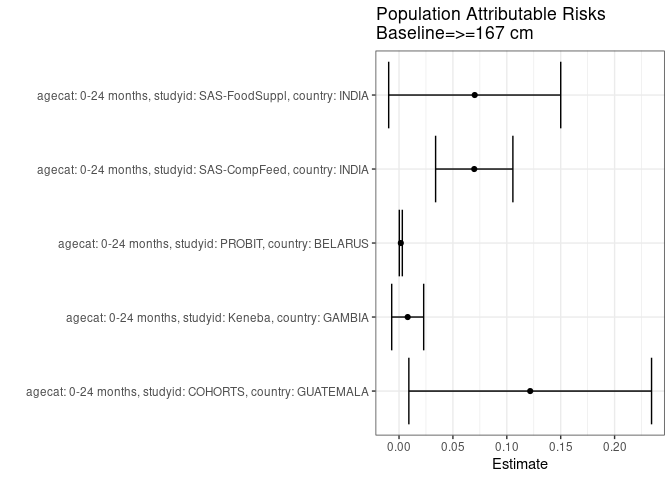 Population Attributable Risks
Baseline=>=167 cm
agecat: 0-24 months, studyid: SAS-FoodSuppl, country: INDIA
agecat: 0-24 months, studyid: SAS-CompFeed, country: INDIA
agecat: 0-24 months, studyid: PROBIT, country: BELARUS
agecat: 0-24 months, studyid: Keneba, country: GAMBIA
agecat: 0-24 months, studyid: COHORTS, country: GUATEMALA
0.00 0.05 0.10 0.15 0.20
Estimate